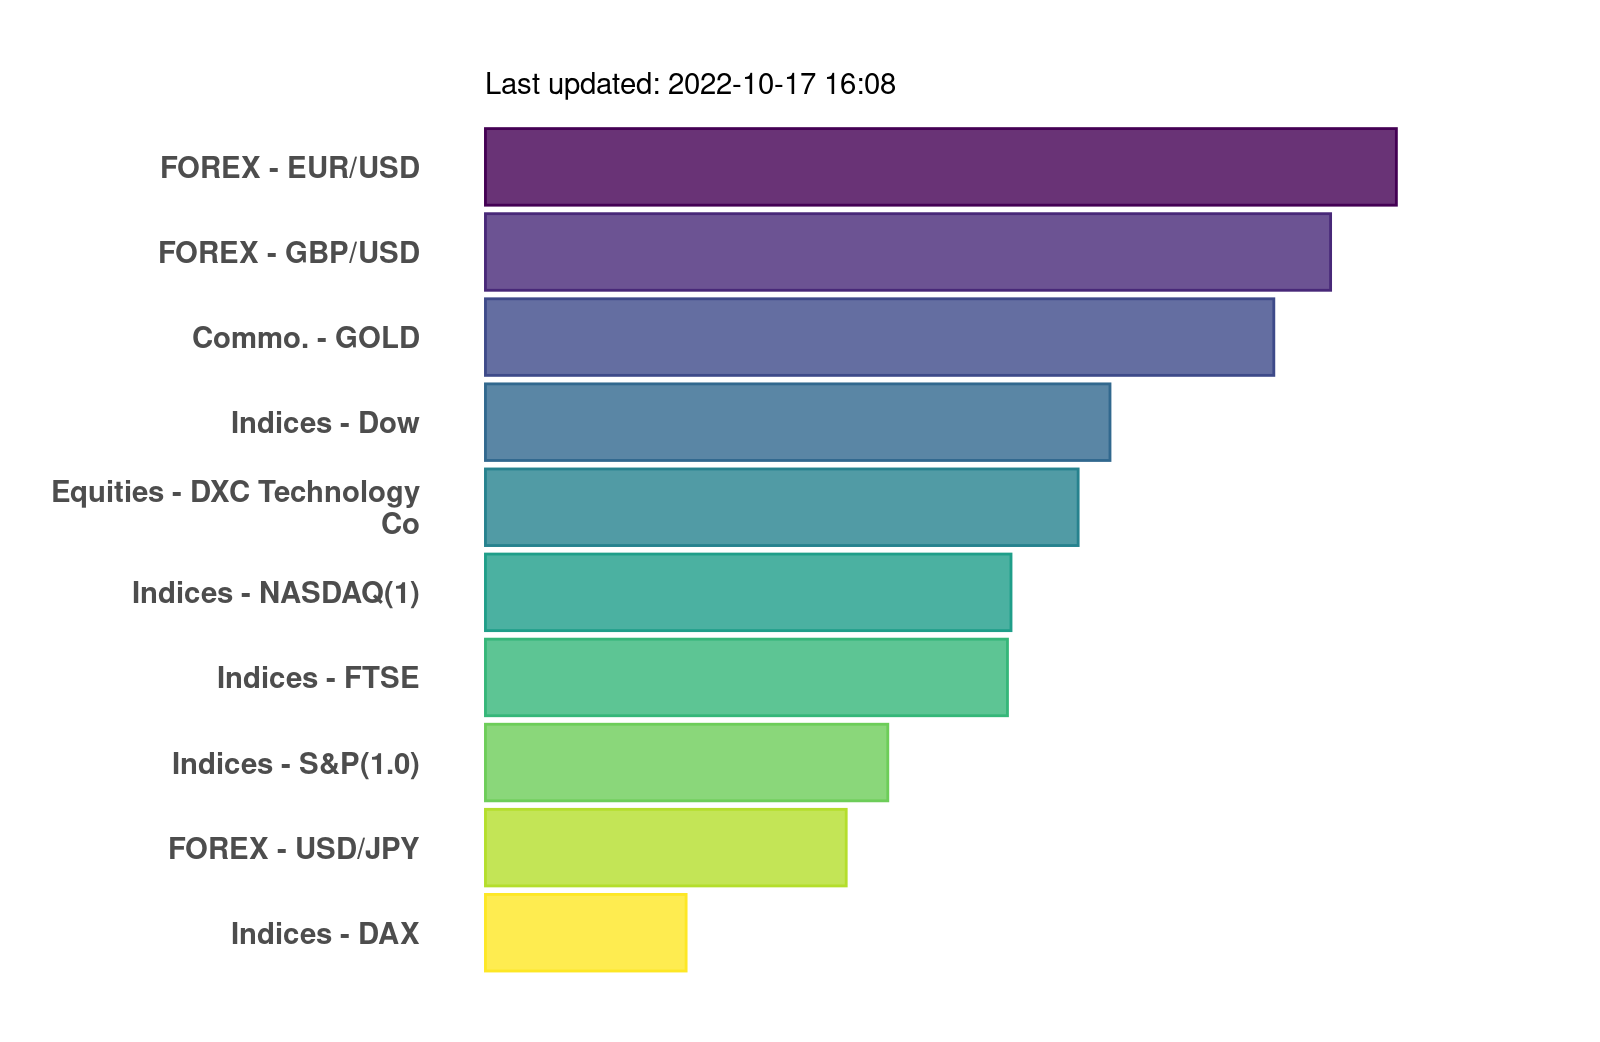 Last updated: 2022-10-17 16:08
FOREX - EUR/USD
FOREX - GBP/USD
Commo. - GOLD
Indices - Dow
Equities - DXC Technology
Co
Indices - NASDAQ(1)
Indices - FTSE
Indices - S&P(1.0)
FOREX - USD/JPY
Indices - DAX